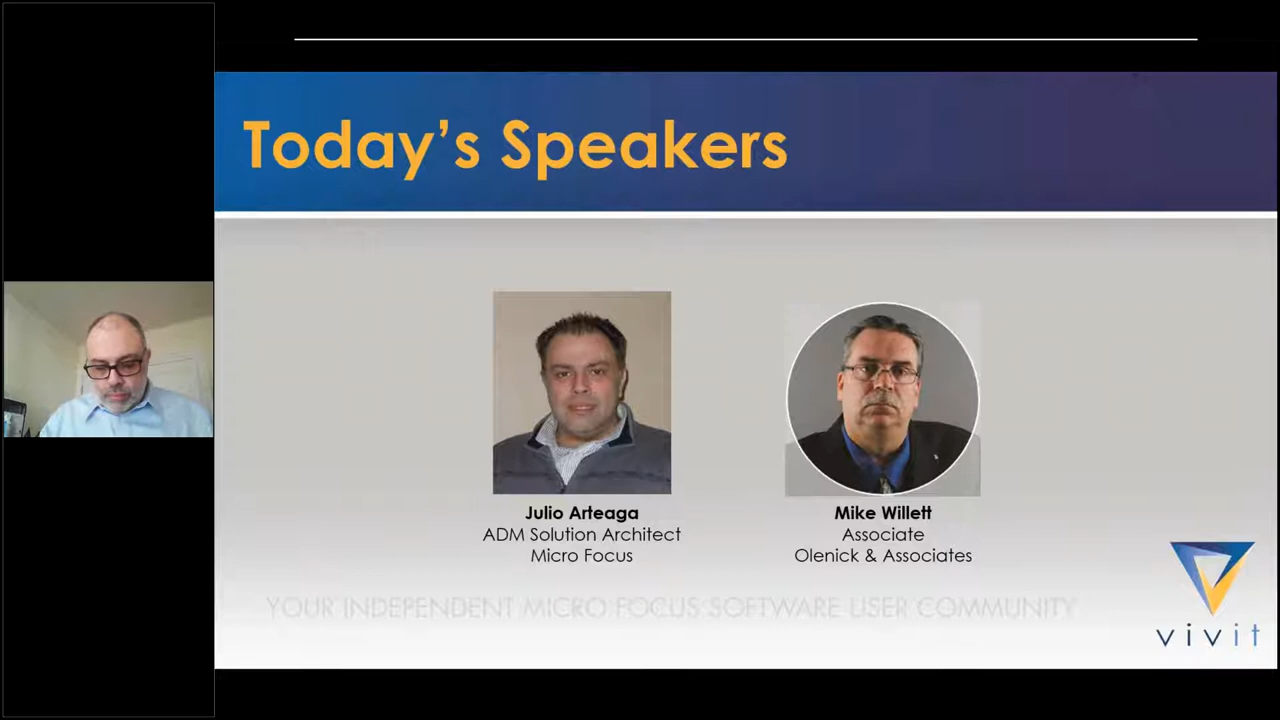 Today's Speakers
Julio Arteaga
ADM Solution Architect
Micro Focus
Mike Willett
Associate
Olenick & Associates
YOUR INDEPENDENT MICRO FOCUS SOFTWARE USER COMMUNITY
vivit